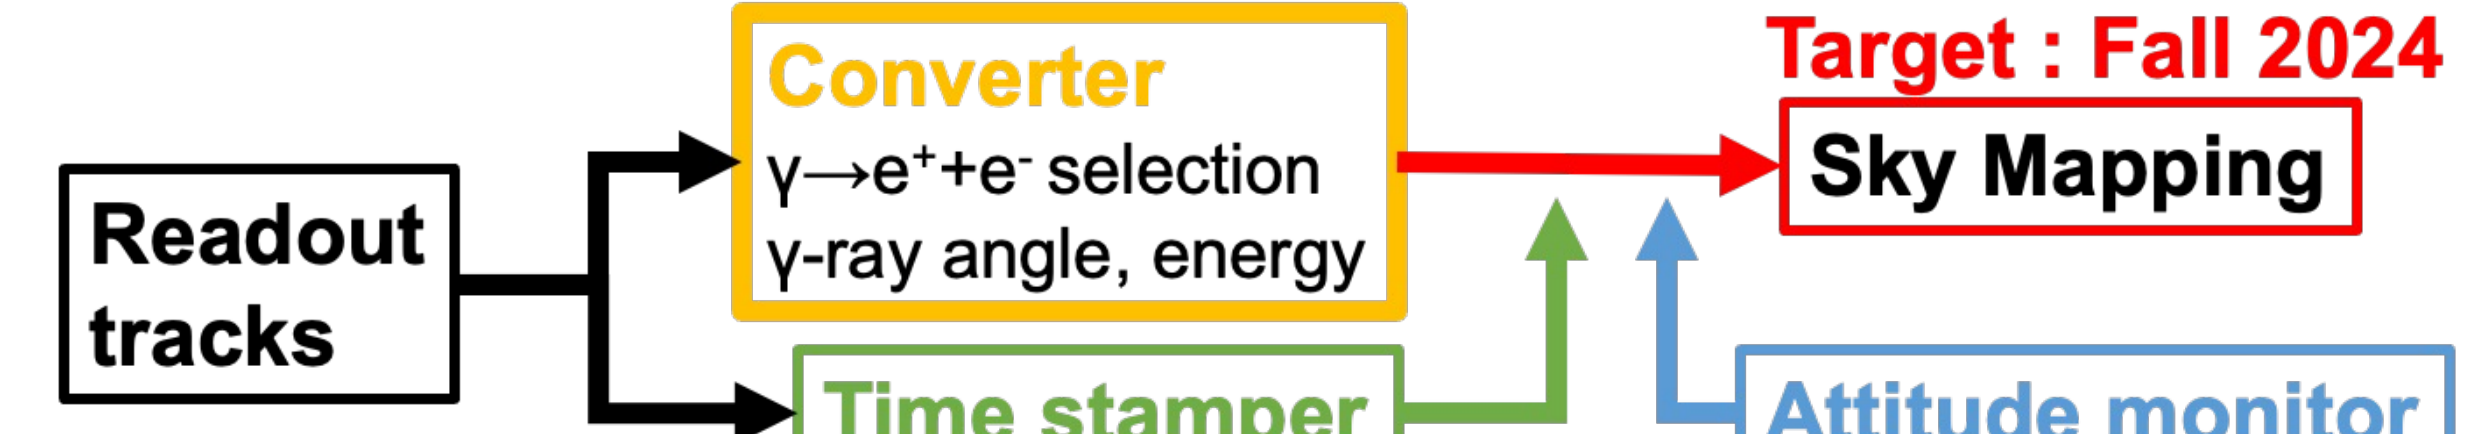 Target : Fall 2024
Converter
γ→e⁺+e⁻ selection
γ-ray angle, energy
Sky Mapping
Readout
tracks
Time stamper
Attitude monitor